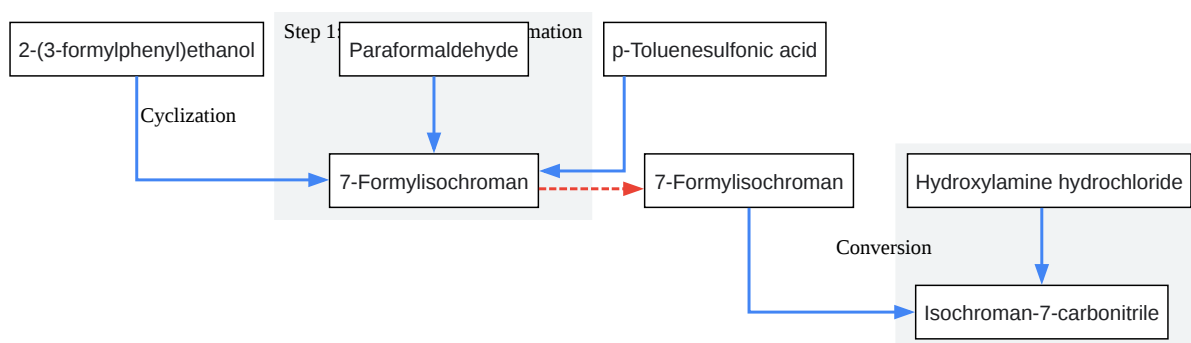 2-(3-formylphenyl)ethanol
Step 1:
Paraformaldehyde
p-Toluenesulfonic acid
Cyclization
7-Formylisochroman
7-Formylisochroman
Hydroxylamine hydrochloride
Conversion
Isochroman-7-carbonitrile